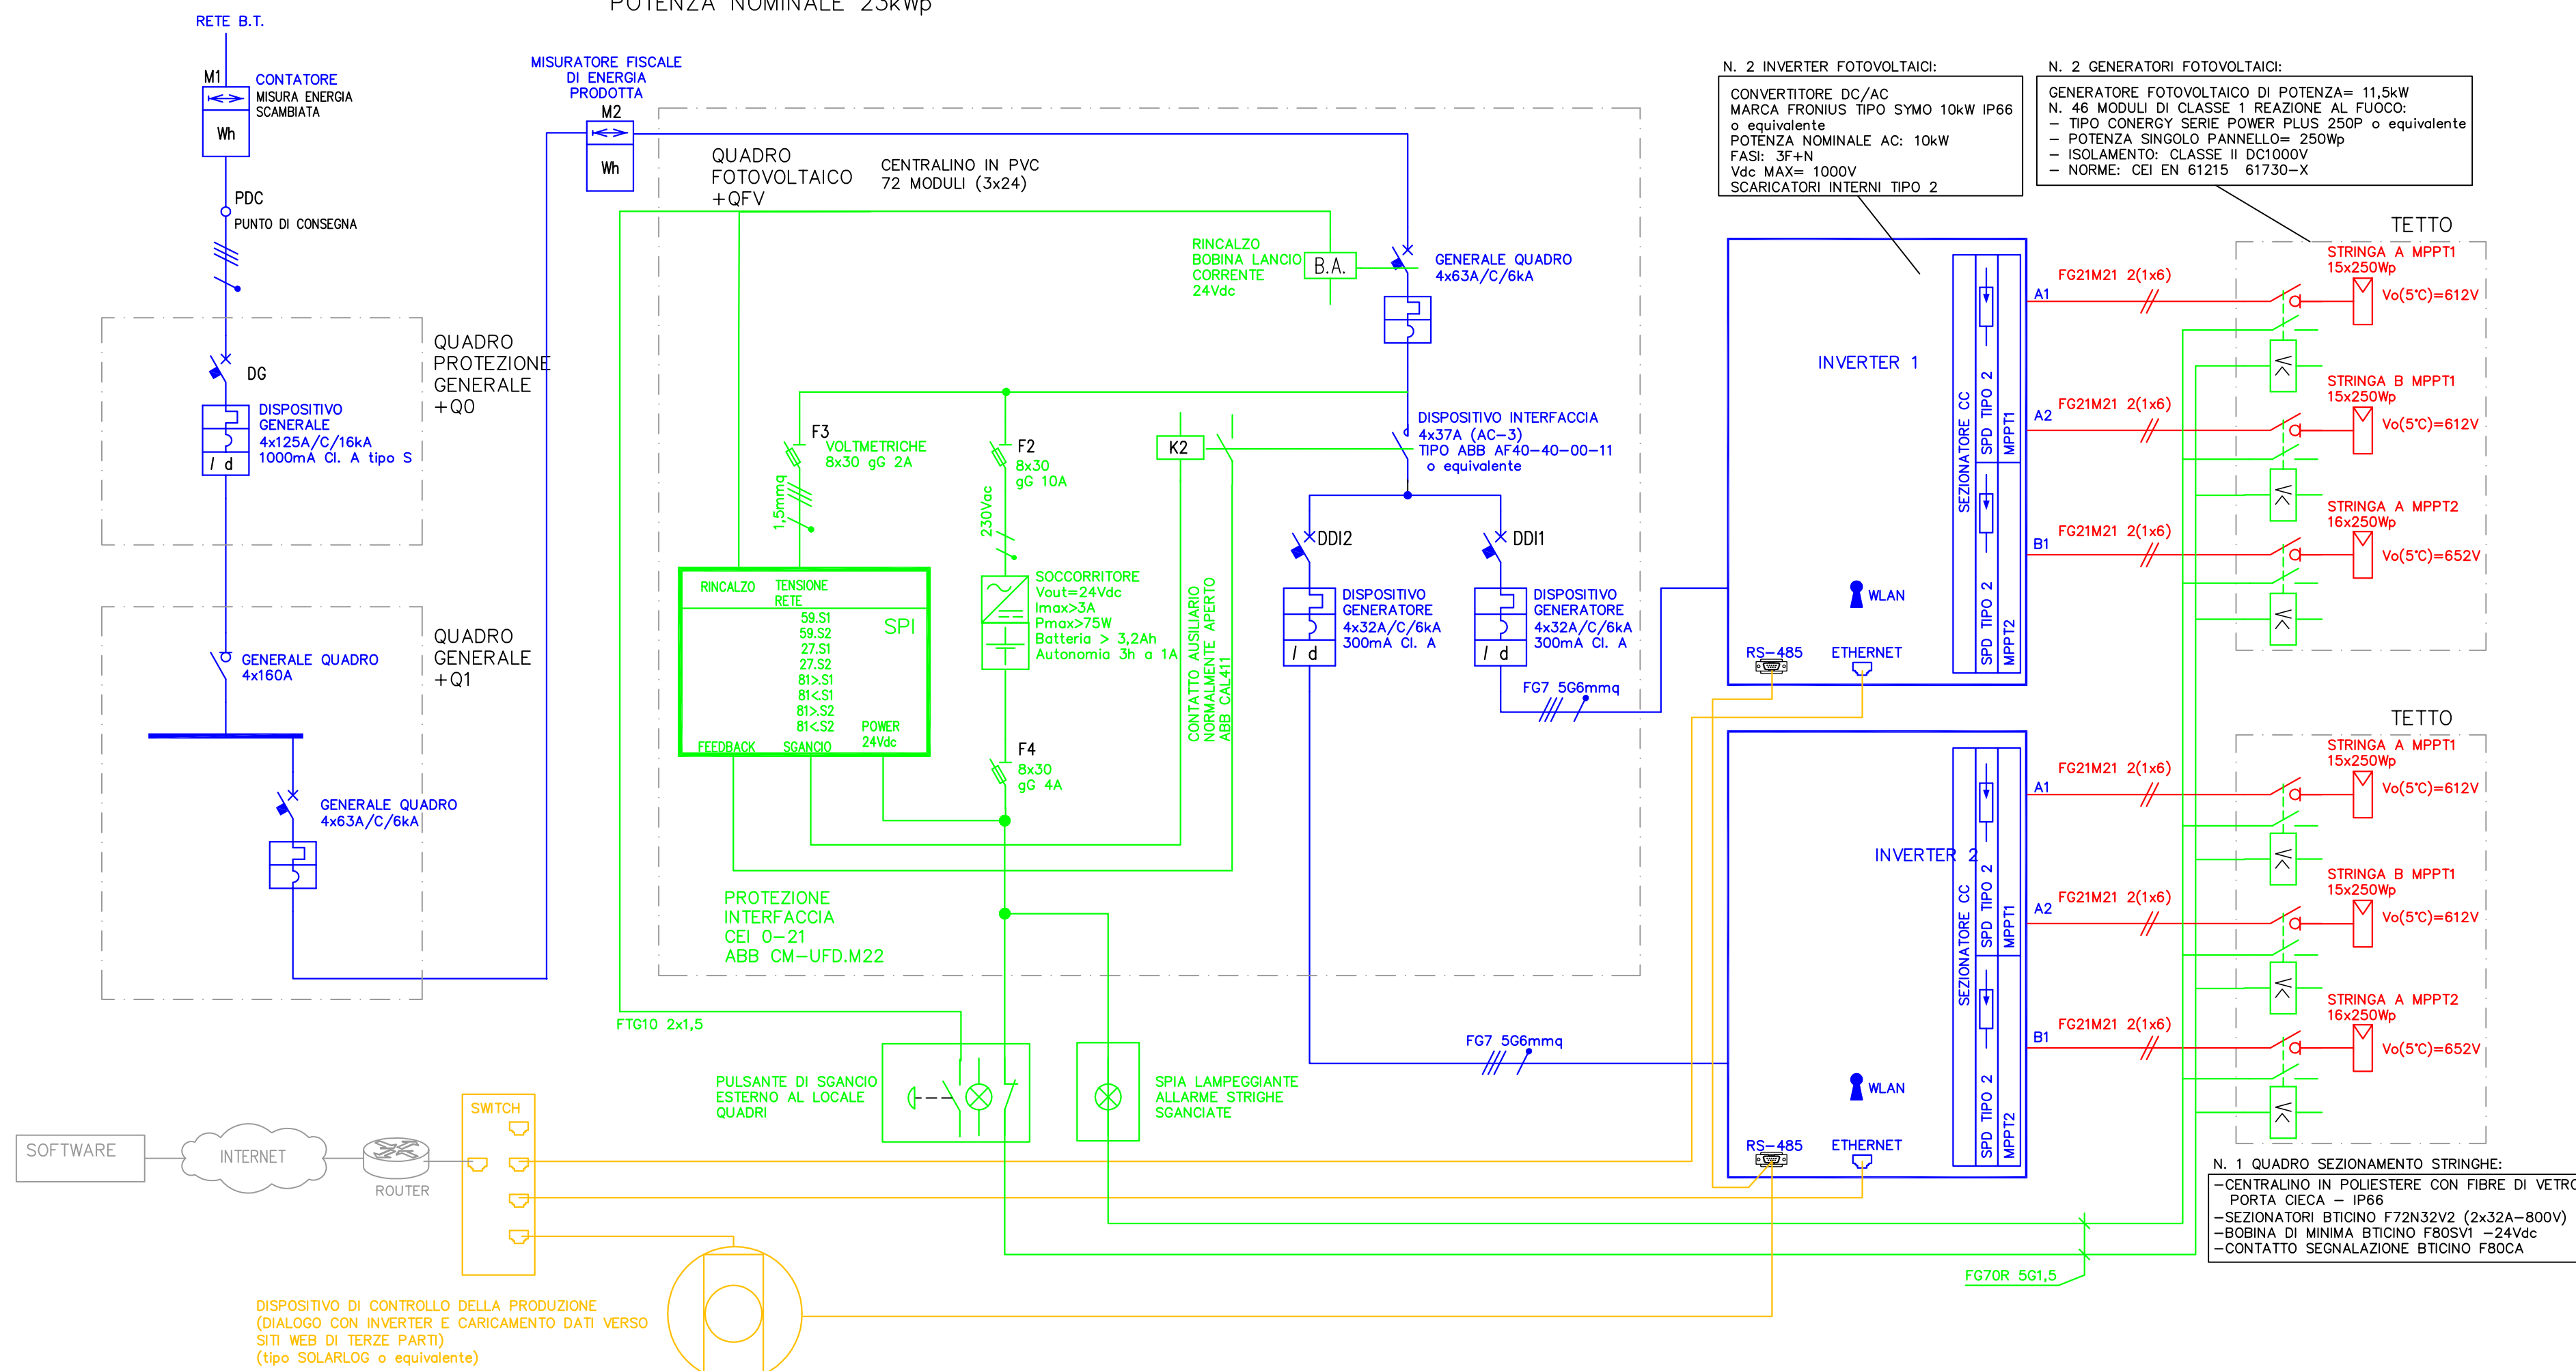 POTENZA NOMINALE 23kWp
RETE B.T.
M1
CONTATORE
MISURA ENERGIA
SCAMBIATA
Wh
PDC
PUNTO DI CONSEGNA
QUADRO
PROTEZIONE
GENERALE
+Q0
DG
DISPOSITIVO
GENERALE
4x125A/C/16kA
1000mA Cl. A tipo S
I d
QUADRO
GENERALE
+Q1
GENERALE QUADRO
4x160A
GENERALE QUADRO
4x63A/C/6kA
MISURATORE FISCALE
DI ENERGIA
PRODOTTA
M2
Wh
QUADRO
FOTOVOLTAICO
+QFV
CENTRALINO IN PVC
72 MODULI (3x24)
RINCALZO
BOBINA LANCIO
CORRENTE
24Vdc
B.A.
GENERALE QUADRO
4x63A/C/6kA
F3
VOLTMETRICHE
8x30 gG 2A
1,5mmq
F2
8x30
gG 10A
230Vac
K2
DISPOSITIVO INTERFACCIA
4x37A (AC-3)
TIPO ABB AF40-40-00-11
o equivalente
DDI2
DDI1
DISPOSITIVO
GENERATORE
4x32A/C/6kA
300mA Cl. A
I d
DISPOSITIVO
GENERATORE
4x32A/C/6kA
300mA Cl. A
I d
FG7 5G6mmq
RINCALZO
TENSIONE
RETE
SPI
59.S1
59.S2
27.S1
27.S2
81>.S1
81<.S1
81>.S2
81<.S2
POWER
24Vdc
FEEDBACK
SGANCIO
SOCCORRITORE
Vout=24Vdc
Imax>3A
Pmax>75W
Batteria > 3,2Ah
Autonomia 3h a 1A
CONTATTO AUSILIARIO
NORMALMENTE APERTO
ABB CAL411
F4
8x30
gG 4A
PROTEZIONE
INTERFACCIA
CEI 0-21
ABB CM-UFD.M22
FTG10 2x1,5
PULSANTE DI SGANCIO
ESTERNO AL LOCALE
QUADRI
SPIA LAMPEGGIANTE
ALLARME STRIGHE
SGANCIATE
FG7 5G6mmq
N. 2 INVERTER FOTOVOLTAICI:
CONVERTITORE DC/AC
MARCA FRONIUS TIPO SYMO 10kW IP66
o equivalente
POTENZA NOMINALE AC: 10kW
FASI: 3F+N
Vdc MAX= 1000V
SCARICATORI INTERNI TIPO 2
N. 2 GENERATORI FOTOVOLTAICI:
GENERATORE FOTOVOLTAICO DI POTENZA= 11,5kW
N. 46 MODULI DI CLASSE 1 REAZIONE AL FUOCO:
- TIPO CONERGY SERIE POWER PLUS 250P o equivalente
- POTENZA SINGOLO PANNELLO= 250Wp
- ISOLAMENTO: CLASSE II DC1000V
- NORME: CEI EN 61215 61730-X
INVERTER 1
SEZIONATORE CC
SPD TIPO 2
MPPT1
SPD TIPO 2
MPPT2
WLAN
RS-485
ETHERNET
A1
FG21M21 2(1x6)
A2
FG21M21 2(1x6)
B1
FG21M21 2(1x6)
TETTO
STRINGA A MPPT1
15x250Wp
Vo(5°C)=612V
STRINGA B MPPT1
15x250Wp
Vo(5°C)=612V
STRINGA A MPPT2
16x250Wp
Vo(5°C)=652V
INVERTER 2
SEZIONATORE CC
SPD TIPO 2
MPPT1
SPD TIPO 2
MPPT2
WLAN
RS-485
ETHERNET
A1
FG21M21 2(1x6)
A2
FG21M21 2(1x6)
B1
FG21M21 2(1x6)
TETTO
STRINGA A MPPT1
15x250Wp
Vo(5°C)=612V
STRINGA B MPPT1
15x250Wp
Vo(5°C)=612V
STRINGA A MPPT2
16x250Wp
Vo(5°C)=652V
N. 1 QUADRO SEZIONAMENTO STRINGHE:
-CENTRALINO IN POLIESTERE CON FIBRE DI VETRO
PORTA CIECA - IP66
-SEZIONATORI BTICINO F72N32V2 (2x32A-800V)
-BOBINA DI MINIMA BTICINO F80SV1 -24Vdc
-CONTATTO SEGNALAZIONE BTICINO F80CA
FG7OR 5G1,5
SOFTWARE
INTERNET
ROUTER
SWITCH
DISPOSITIVO DI CONTROLLO DELLA PRODUZIONE
(DIALOGO CON INVERTER E CARICAMENTO DATI VERSO
SITI WEB DI TERZE PARTI)
(tipo SOLARLOG o equivalente)